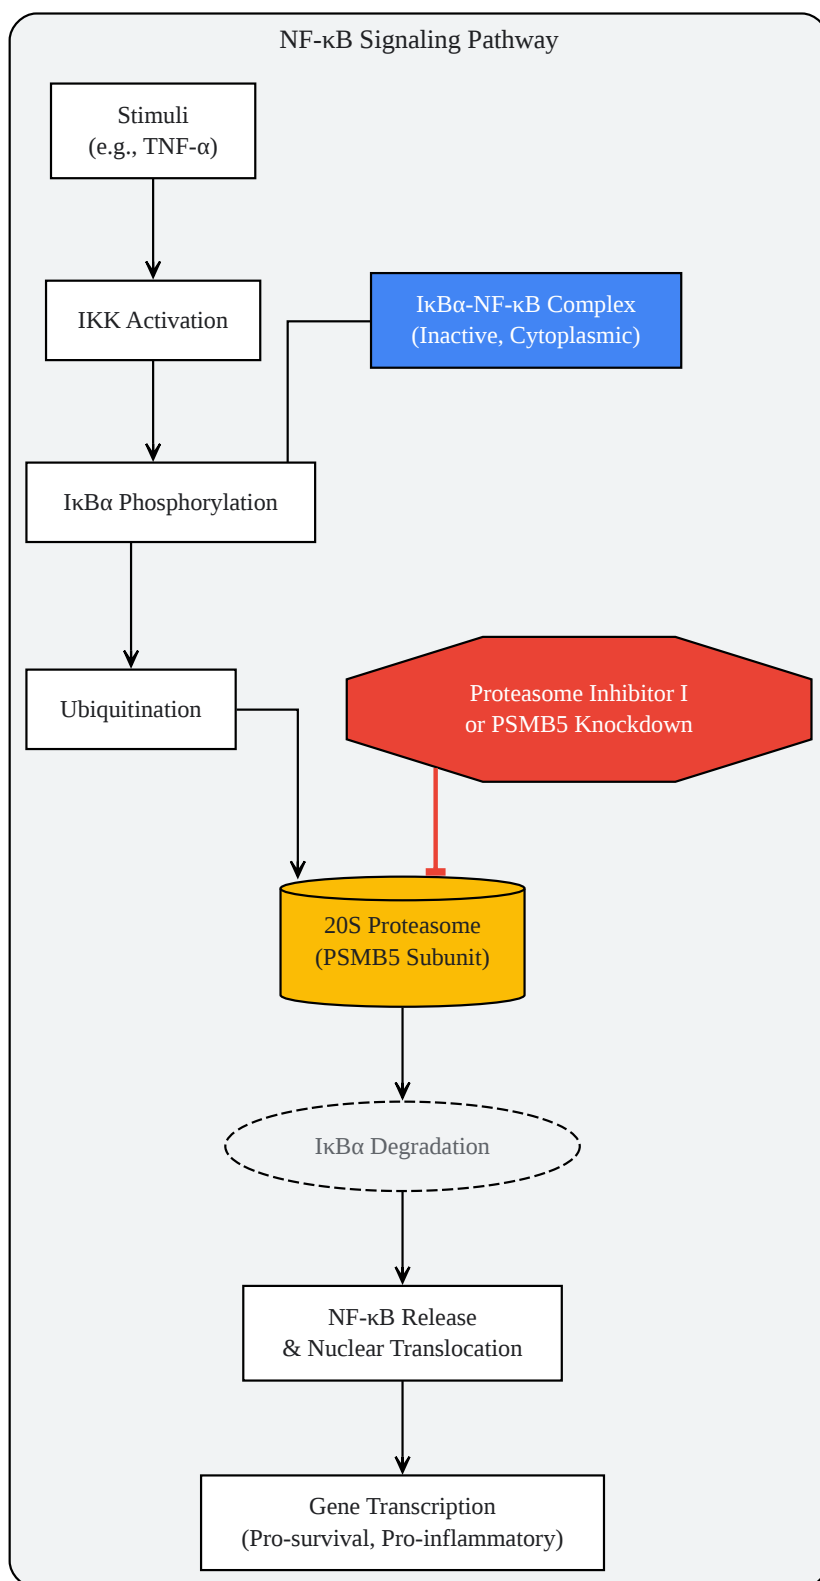 NF-κB Signaling Pathway
Stimuli
(e.g., TNF-α)
IKK Activation
IκBα-NF-κB Complex
(Inactive, Cytoplasmic)
IκBα Phosphorylation
Ubiquitination
Proteasome Inhibitor I
or PSMB5 Knockdown
20S Proteasome
(PSMB5 Subunit)
IκBα Degradation
NF-κB Release
& Nuclear Translocation
Gene Transcription
(Pro-survival, Pro-inflammatory)